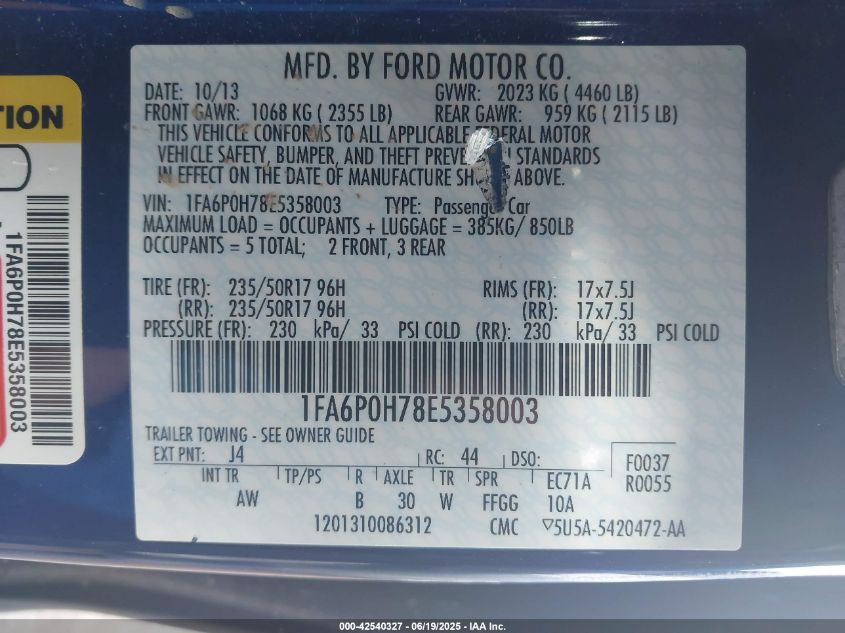 MFD. BY FORD MOTOR CO.
DATE: 10/13 GVWR: 2023 KG ( 4460 LB)
FRONT GAWR: 1068 KG ( 2355 LB) REAR GAWR: 959 KG ( 2115 LB)
THIS VEHICLE CONFORMS TO ALL APPLICABLE MOTOR
VEHICLE SAFETY, BUMPER, AND THEFT STANDARDS
IN EFFECT ON THE DATE OF MANUFACTURE ABOVE.
VIN: 1FA6P0H78E5358003 TYPE: Passenger Car
MAXIMUM LOAD = OCCUPANTS + LUGGAGE = 385KG/ 850LB
OCCUPANTS = 5 TOTAL; 2 FRONT, 3 REAR
TIRE (FR): 235/50R17 96H RIMS (FR): 17x7.5J
(RR): 235/50R17 96H (RR): 17x7.5J
PRESSURE (FR): 230 kPa/ 33 PSI COLD (RR): 230 kPa/ 33 PSI COLD
1FA6P0H78E5358003
TRAILER TOWING - SEE OWNER GUIDE
EXT PNT: J4 RC: 44 DSO: F0037
INT TR TP/PS R AXLE TR SPR EC71A R0055
AW B 30 W FFGG 10A
1201310086312 CMC 5U5A-5420472-AA
TION
1FA6P0H78E5358003
000-42540327 - 06/19/2025 - IAA Inc.